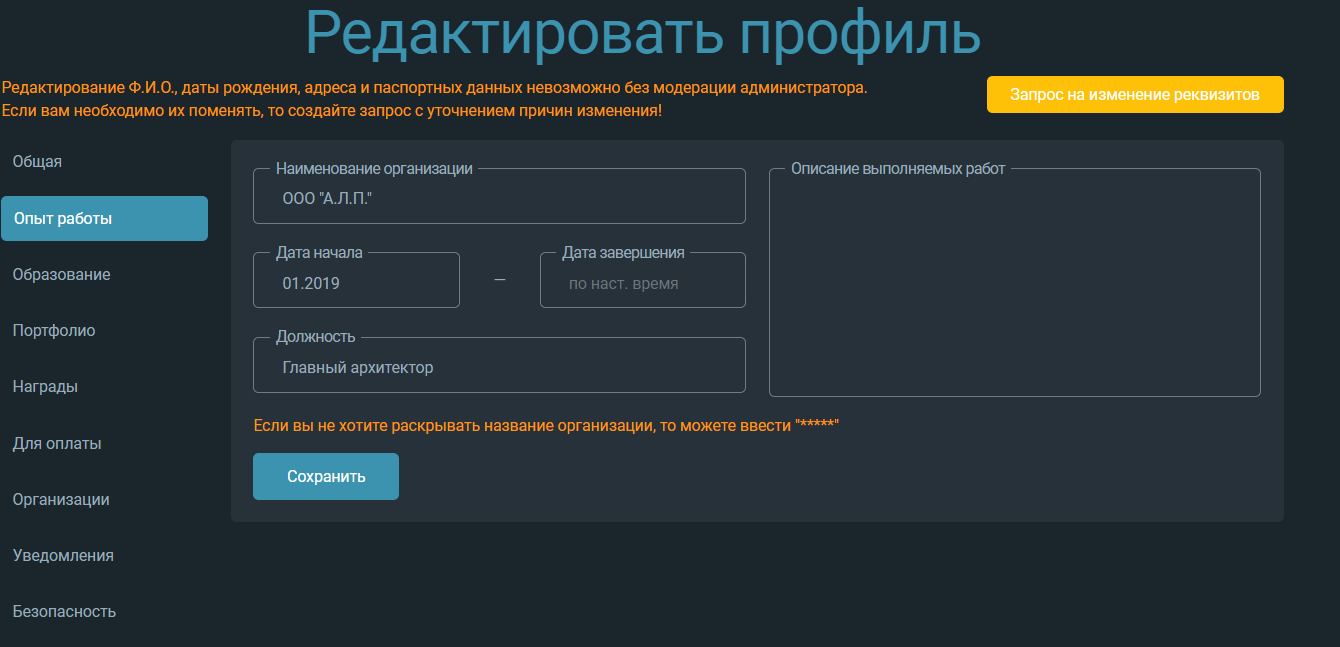 Редактировать профиль
Редактирование Ф.И.О., даты рождения, адреса и паспортных данных невозможно без модерации администратора.
Если вам необходимо их поменять, то создайте запрос с уточнением причин изменения!
Запрос на изменение реквизитов
Общая
Опыт работы
Образование
Портфолио
Награды
Для оплаты
Организации
Уведомления
Безопасность
Наименование организации
ООО "А.Л.П."
Дата начала
01.2019
—
Дата завершения
по наст. время
Должность
Главный архитектор
Описание выполняемых работ
Если вы не хотите раскрывать название организации, то можете ввести "*****"
Сохранить